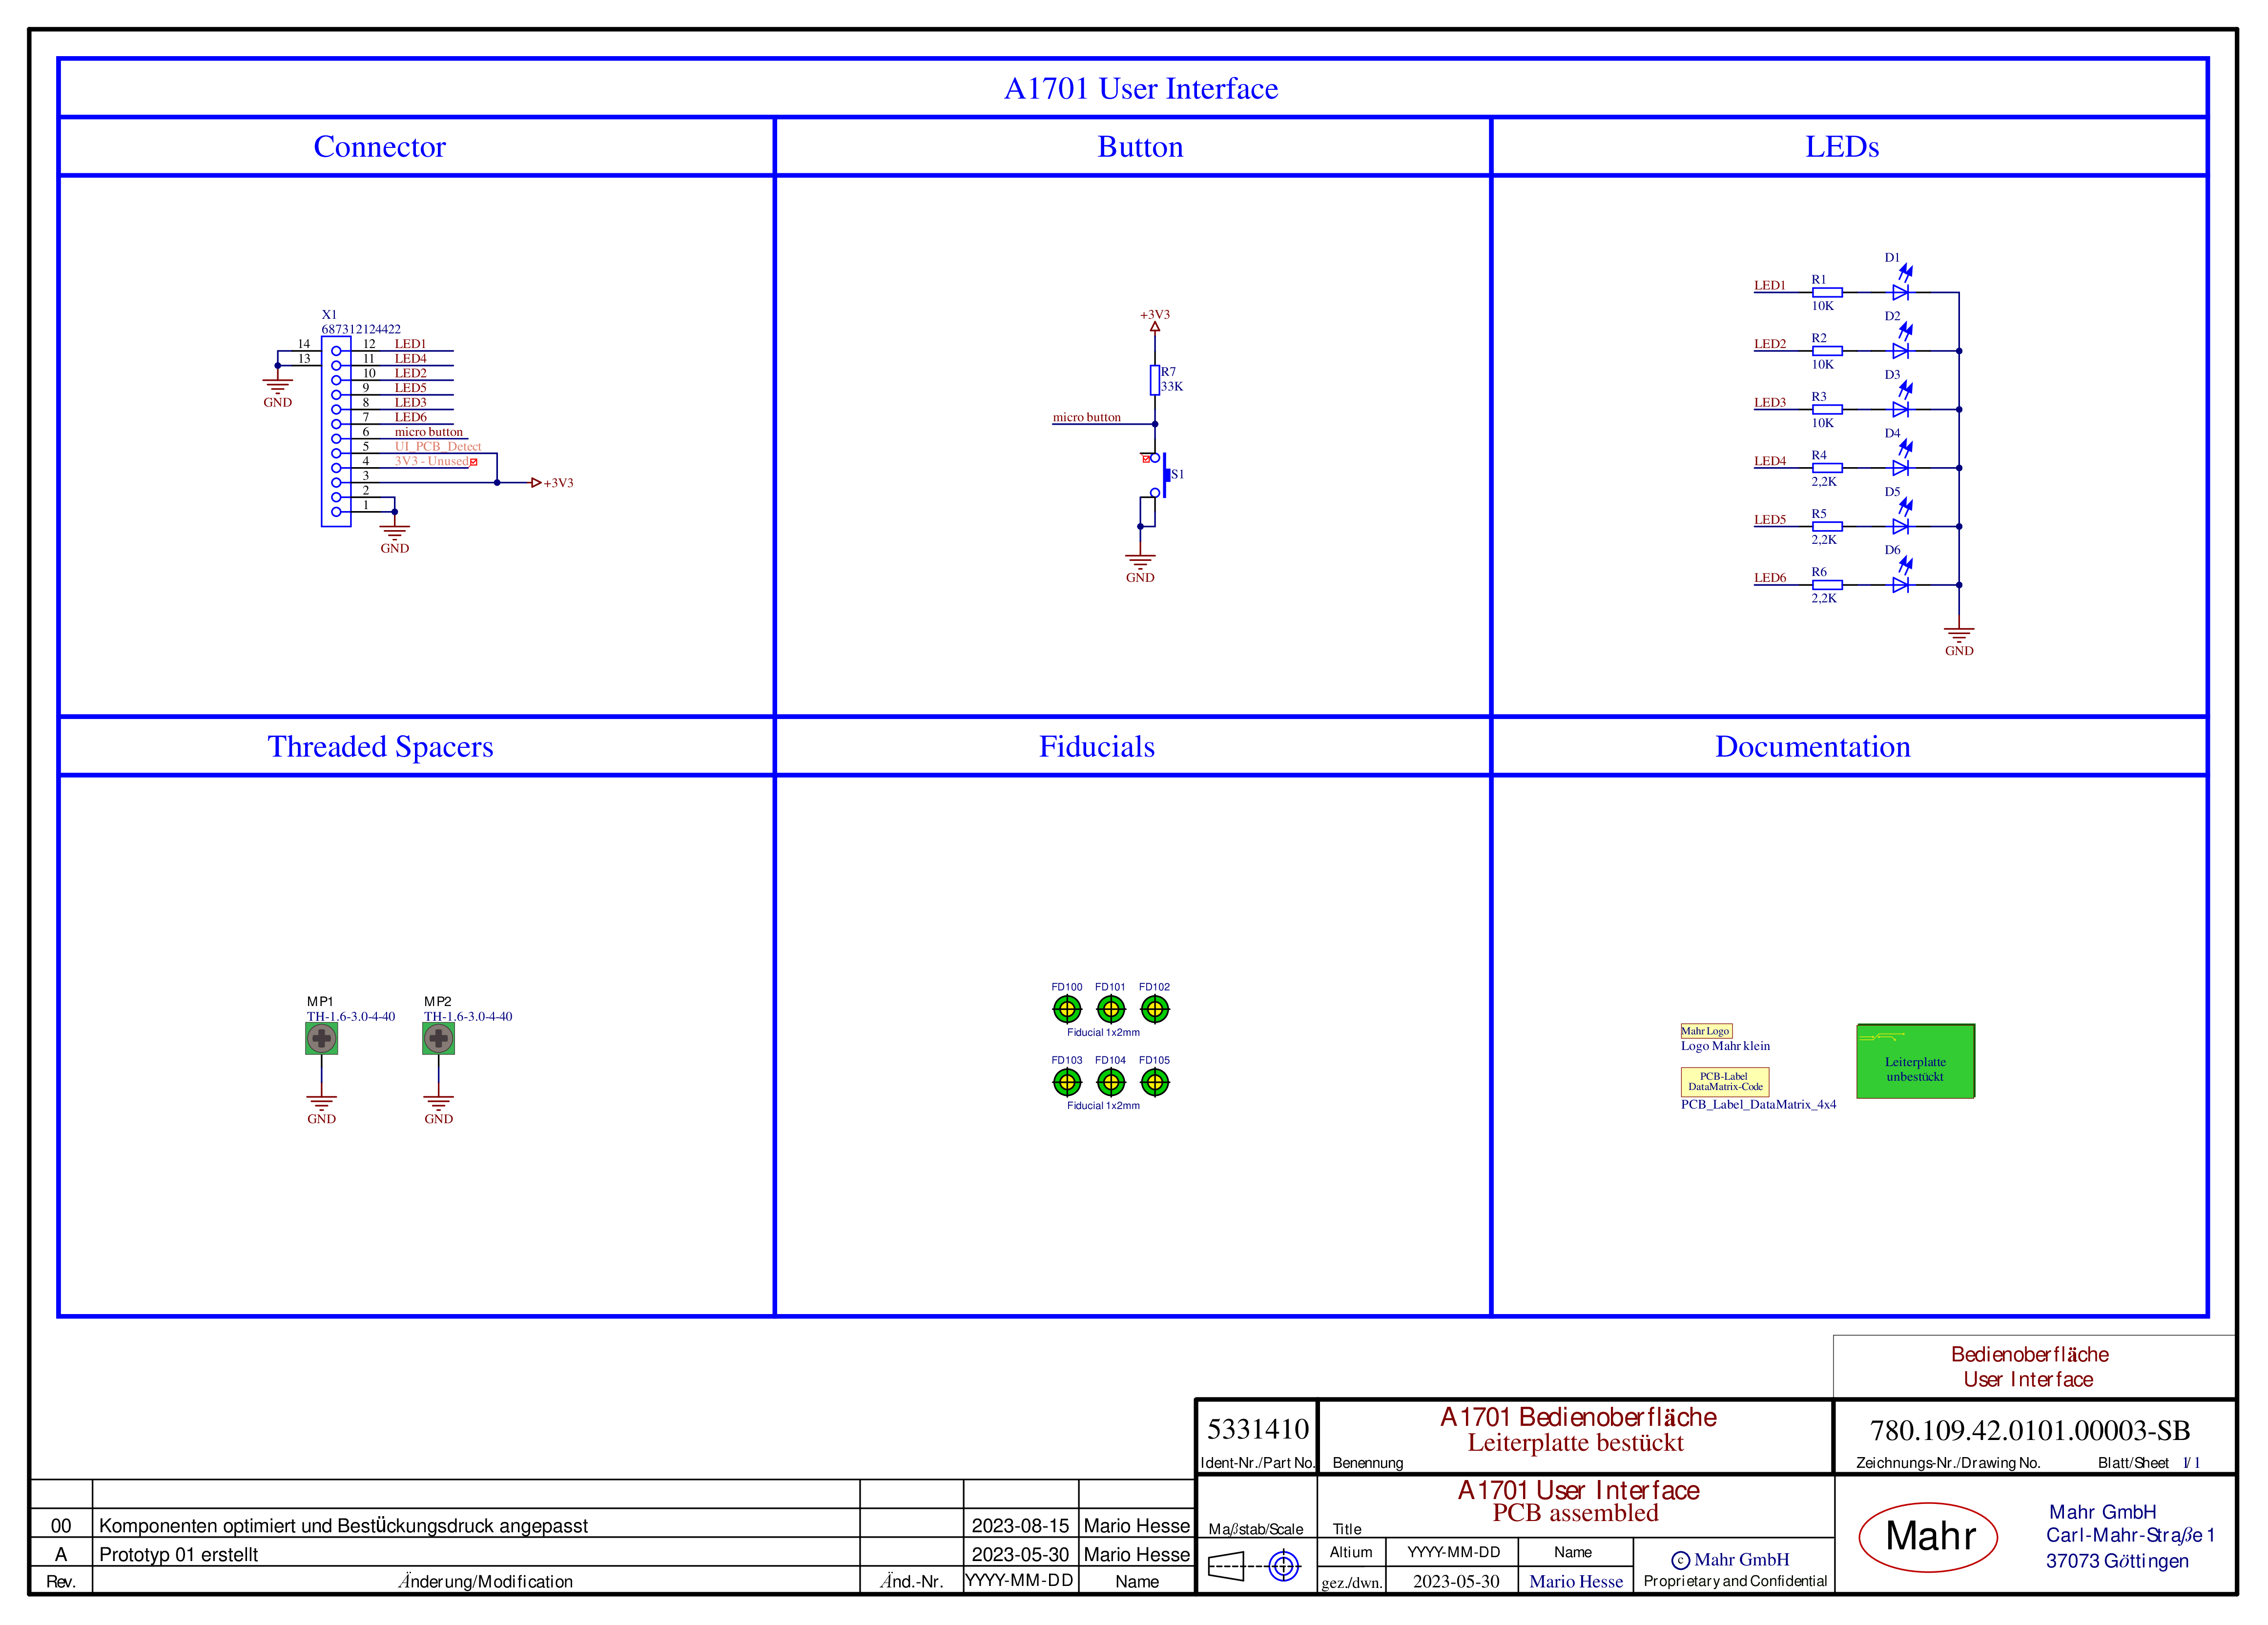 A1701 User Interface
Connector
Button
LEDs
X1
687312124422
14
13
GND
12 LED1
11 LED4
10 LED2
9 LED5
8 LED3
7 LED6
6 micro button
5 UI_PCB_Detect
4 3V3 - Unused
3
+3V3
2
1
GND
+3V3
R7
33K
micro button
S1
GND
D1
LED1 R1
10K
D2
LED2 R2
10K
D3
LED3 R3
10K
D4
LED4 R4
2,2K
D5
LED5 R5
2,2K
D6
LED6 R6
2,2K
GND
Threaded Spacers
Fiducials
Documentation
MP1
TH-1.6-3.0-4-40
GND
MP2
TH-1.6-3.0-4-40
GND
FD100 FD101 FD102
Fiducial 1x2mm
FD103 FD104 FD105
Fiducial 1x2mm
Mahr Logo
Logo Mahr klein
PCB-Label
DataMatrix-Code
PCB_Label_DataMatrix_4x4
Leiterplatte
unbestückt
Bedienoberfläche
User Interface
5331410
Ident-Nr./Part No.
A1701 Bedienoberfläche
Leiterplatte bestückt
Benennung
780.109.42.0101.00003-SB
Zeichnungs-Nr./Drawing No. Blatt/Sheet 1/1
A1701 User Interface
PCB assembled
Maßstab/Scale
Title
Altium YYYY-MM-DD Name
gez./dwn. 2023-05-30 Mario Hesse
© Mahr GmbH
Proprietary and Confidential
Mahr
Mahr GmbH
Carl-Mahr-Straße 1
37073 Göttingen
00 Komponenten optimiert und Bestückungsdruck angepasst 2023-08-15 Mario Hesse
A Prototyp 01 erstellt 2023-05-30 Mario Hesse
Rev. Änderung/Modification Änd.-Nr. YYYY-MM-DD Name